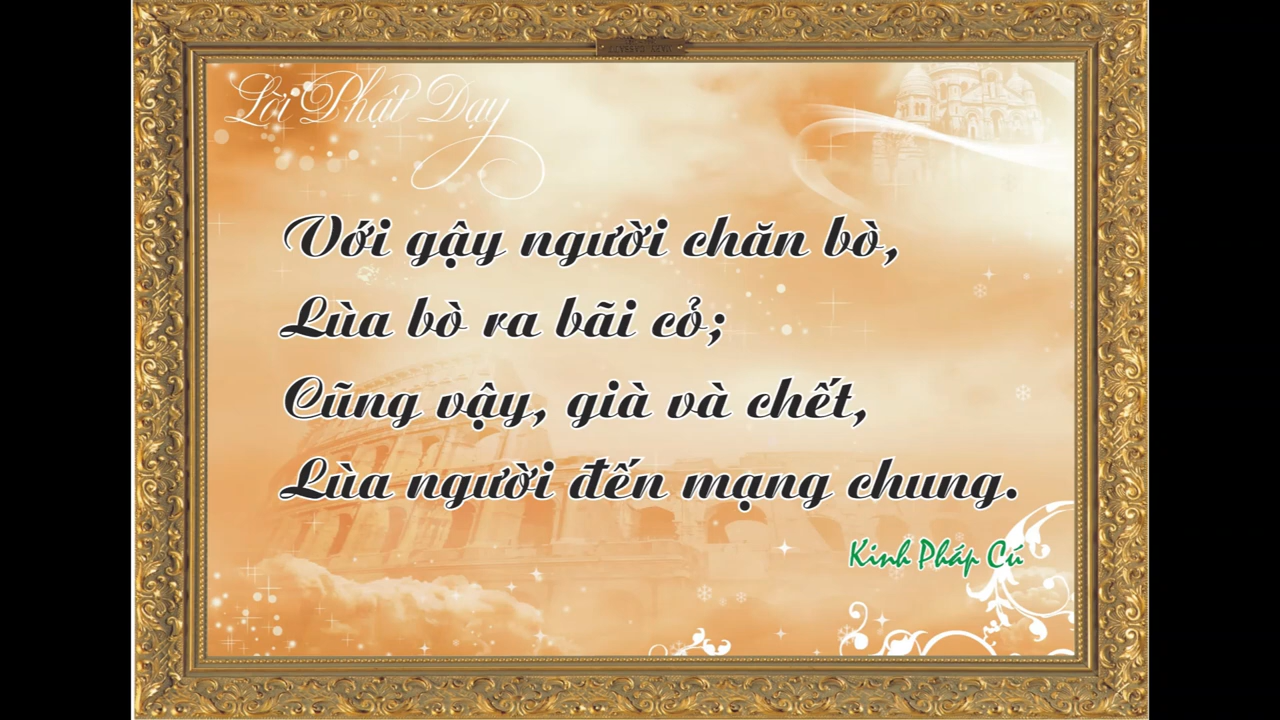 Lời Phật Dạy
Với gậy người chăn bò,
Lùa bò ra bãi cỏ;
Cũng vậy, già và chết,
Lùa người đến mạng chung.
Kinh Pháp Cú